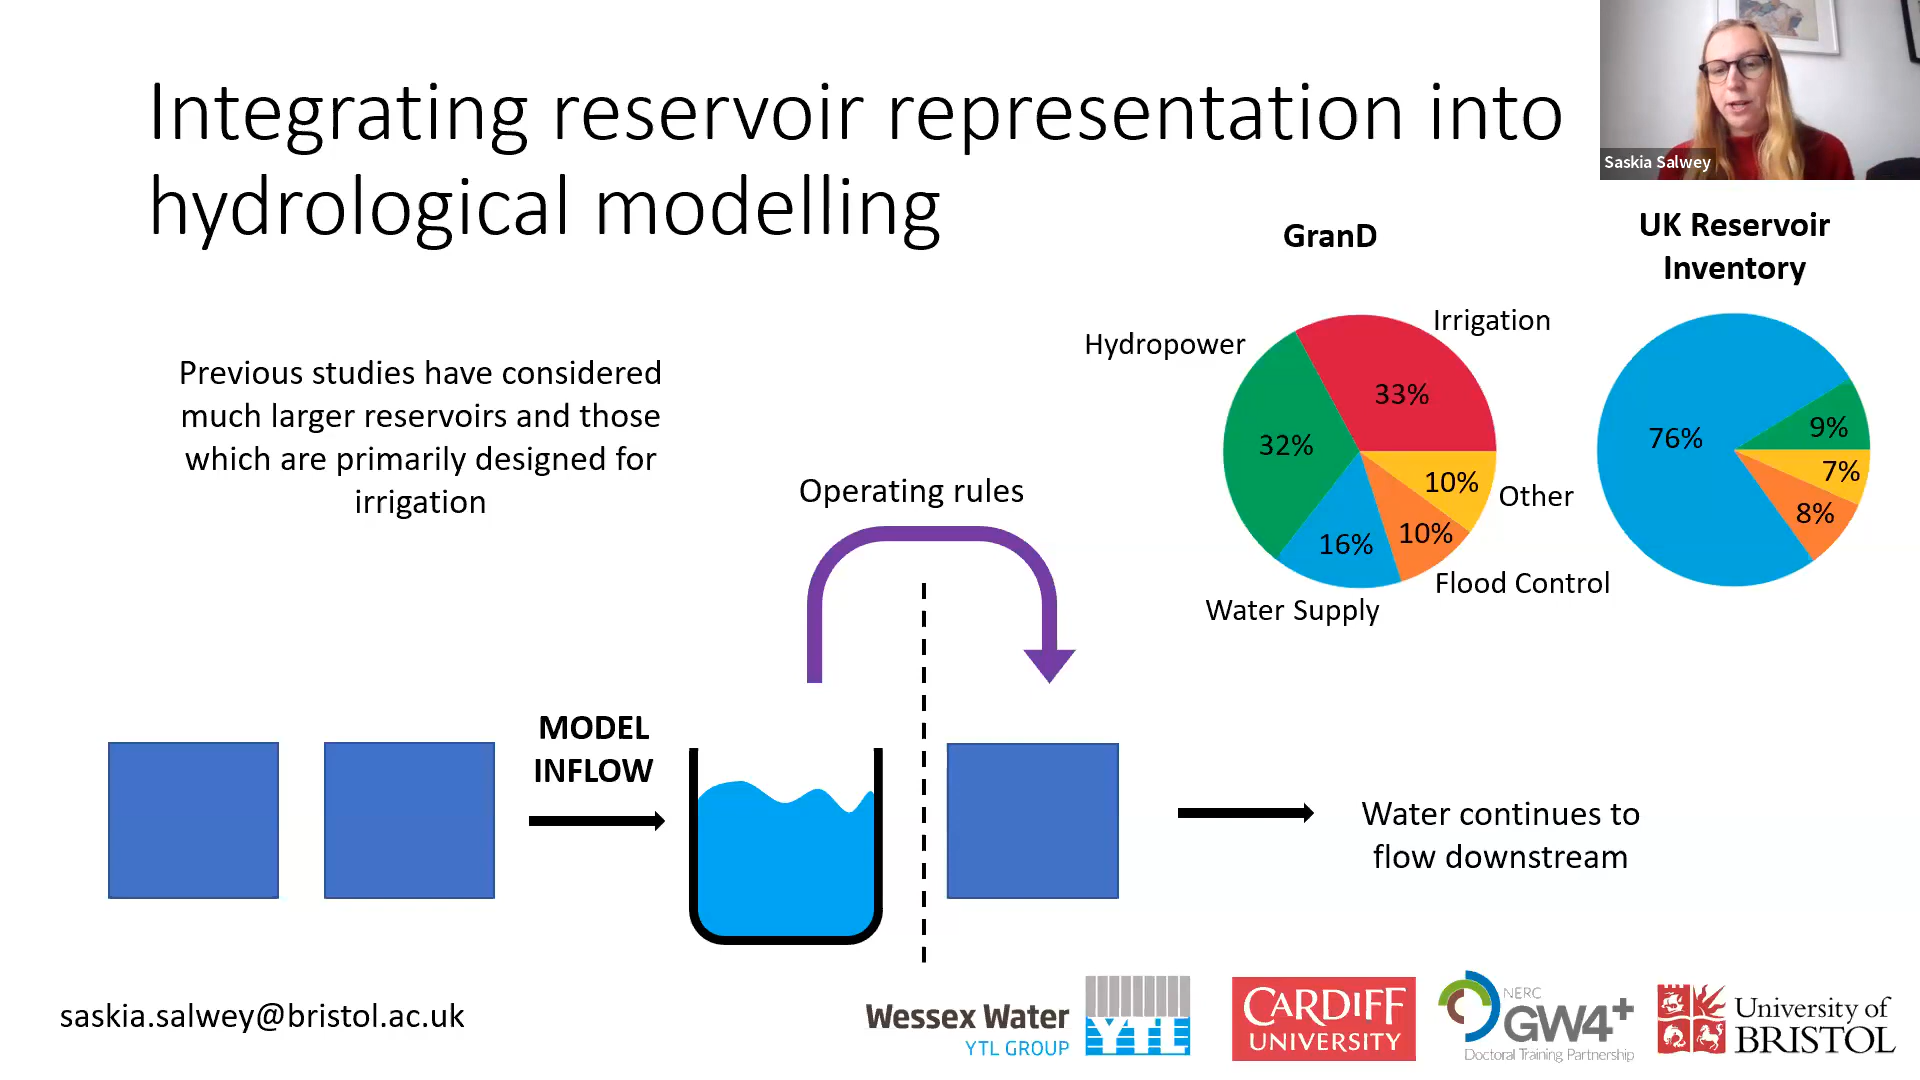 Integrating reservoir representation into
hydrological modelling
Saskia Salwey
GranD
UK Reservoir
Inventory
Previous studies have considered
much larger reservoirs and those
which are primarily designed for
irrigation
Hydropower
Irrigation
33%
32%
10%
Other
16%
10%
Flood Control
Water Supply
76%
9%
7%
8%
Operating rules
MODEL
INFLOW
Water continues to
flow downstream
saskia.salwey@bristol.ac.uk
Wessex Water
YTL GROUP
YTL
CARDIFF
UNIVERSITY
NERC
GW4+
Doctoral Training Partnership
University of
BRISTOL